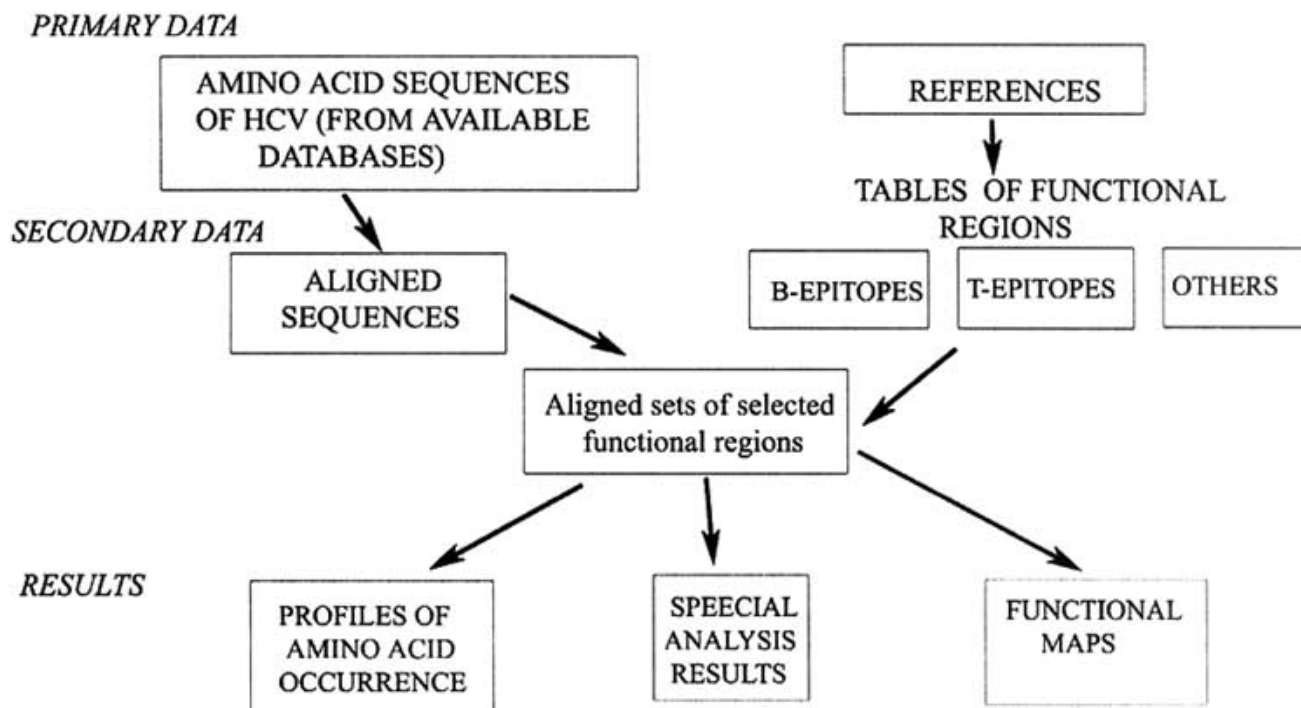 PRIMARY DATA
AMINO ACID SEQUENCES
OF HCV (FROM AVAILABLE
DATABASES)
REFERENCES
TABLES OF FUNCTIONAL
REGIONS
SECONDARY DATA
ALIGNED
SEQUENCES
B-EPITOPES
T-EPITOPES
OTHERS
Aligned sets of selected
functional regions
RESULTS
PROFILES OF
AMINO ACID
OCCURRENCE
SPEECIAL
ANALYSIS
RESULTS
FUNCTIONAL
MAPS